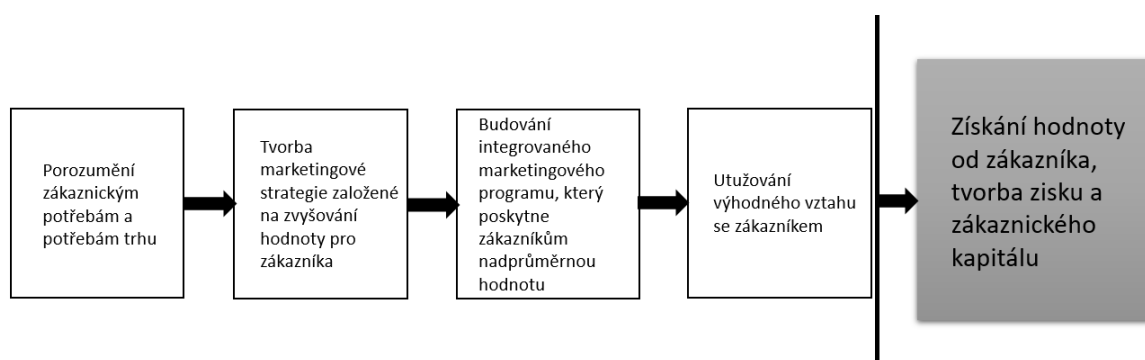 Porozumění
zákaznickým
potřebám a
potřebám trhu
Tvorba
marketingové
strategie založené
na zvyšování
hodnoty pro
zákazníka
Budování
integrovaného
marketingového
programu, který
poskytne
zákazníkům
nadprůměrnou
hodnotu
Utužování
výhodného vztahu
se zákazníkem
Získání hodnoty
od zákazníka,
tvorba zisku a
zákaznického
kapitálu